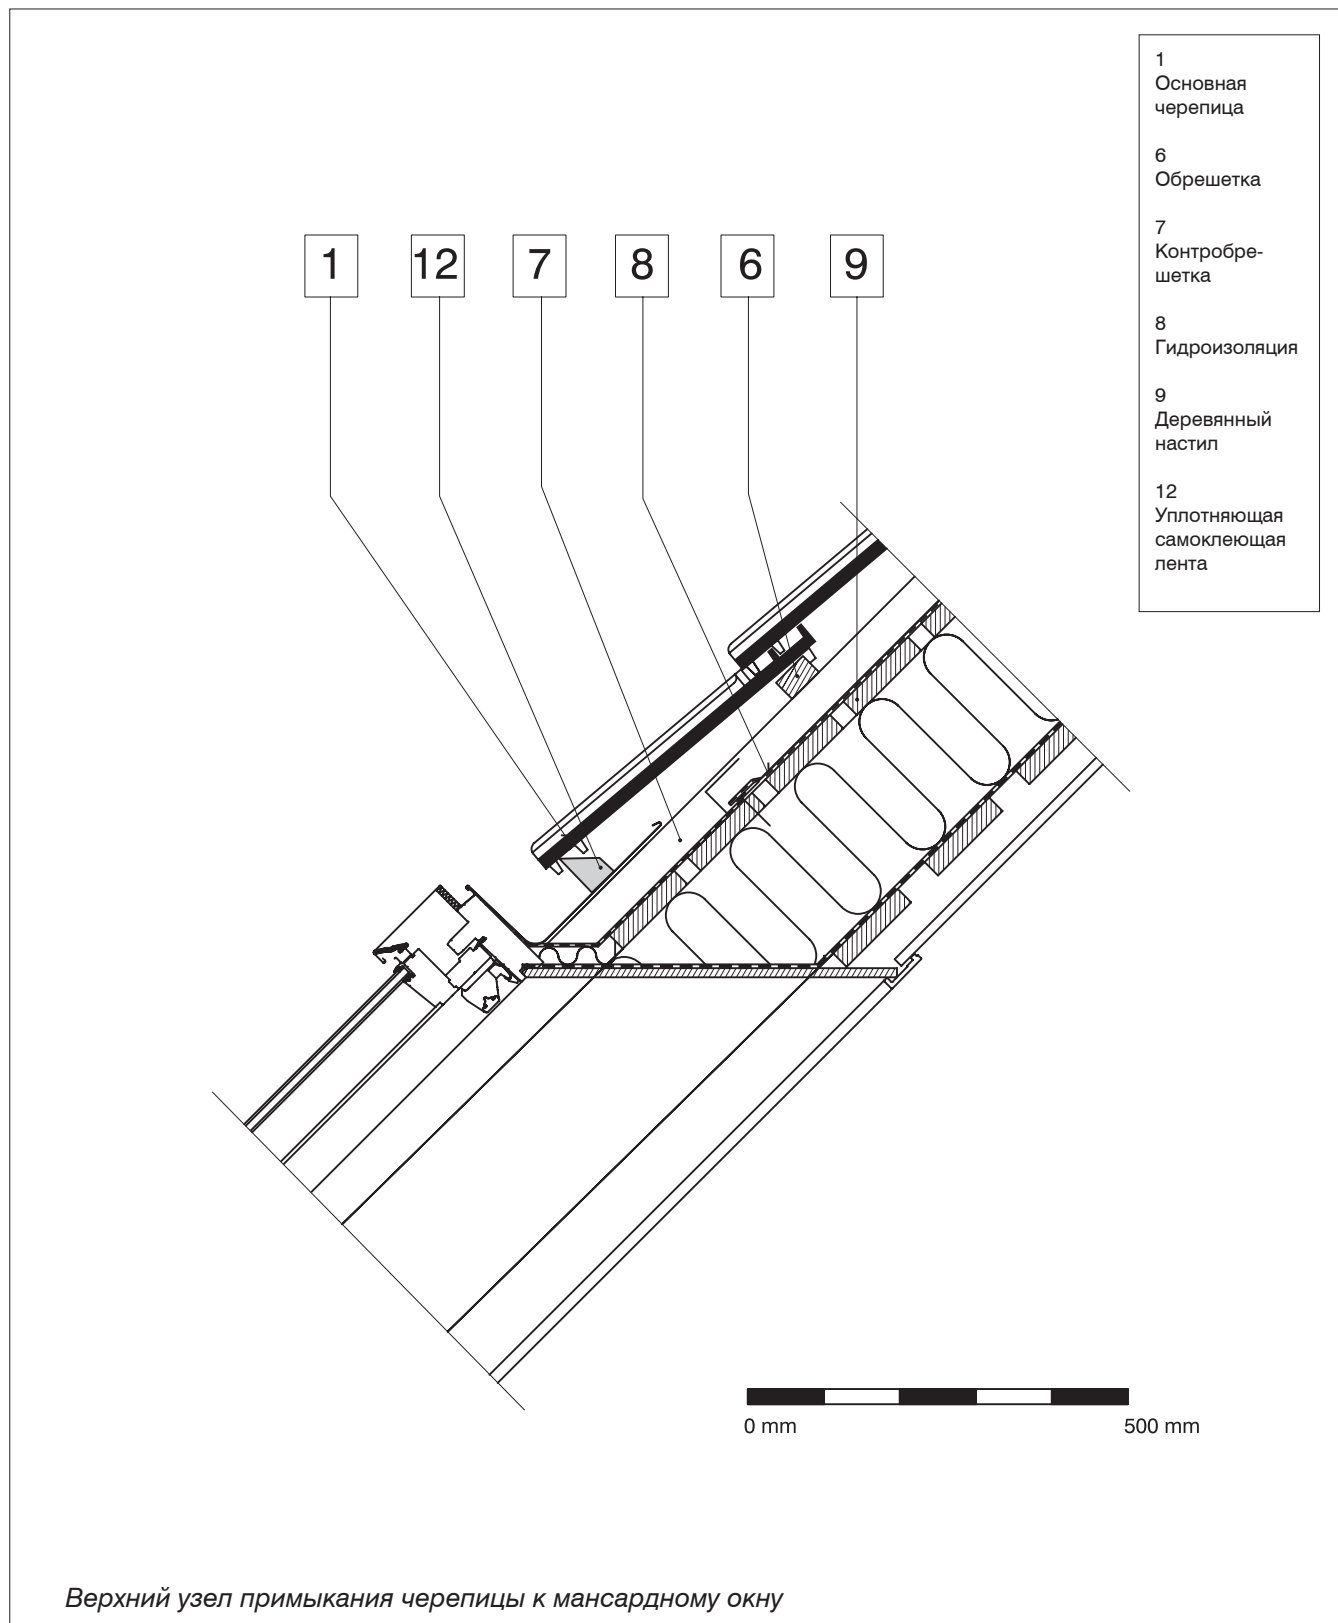 1
Основная
черепица
6
Обрешетка
7
Контробре-
шетка
8
Гидроизоляция
9
Деревянный
настил
12
Уплотняющая
самоклеющая
лента
1 12 7 8 6 9
0 mm 500 mm
Верхний узел примыкания черепицы к мансардному окну